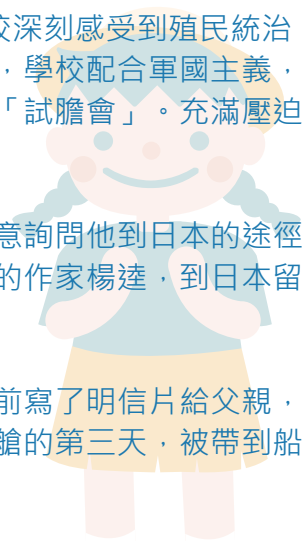 校深刻感受到殖民統治
，學校配合軍國主義，
「試膽會」。充滿壓迫
意詢問他到日本的途徑
的作家楊逵，到日本留
前寫了明信片給父親，
艙的第三天，被帶到船